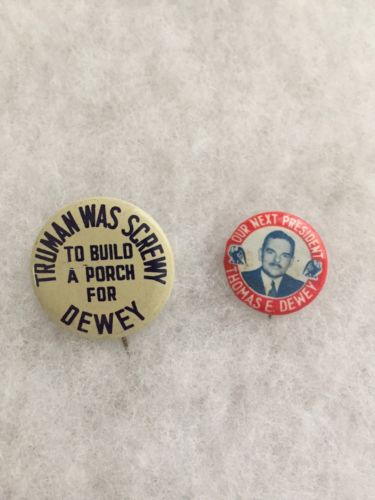 TRUMAN WAS SCREWY
TO BUILD
A PORCH
FOR
DEWEY
OUR NEXT PRESIDENT
THOMAS E. DEWEY